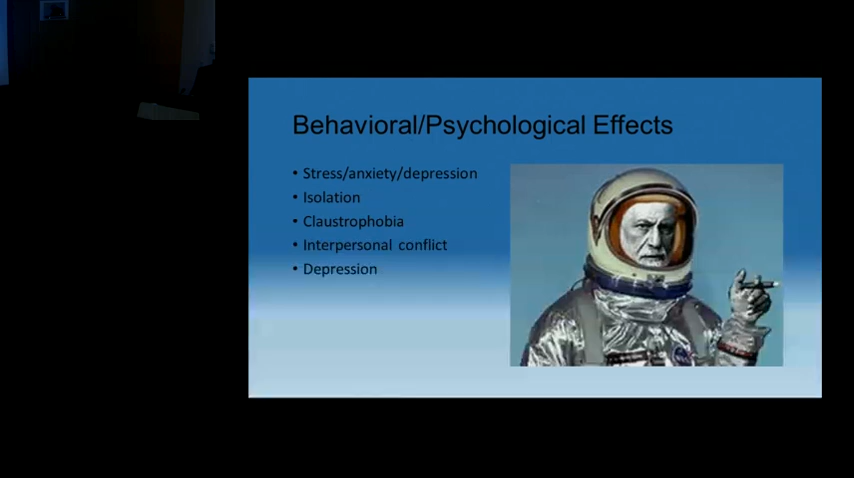 Behavioral/Psychological Effects
• Stress/anxiety/depression
• Isolation
• Claustrophobia
• Interpersonal conflict
• Depression